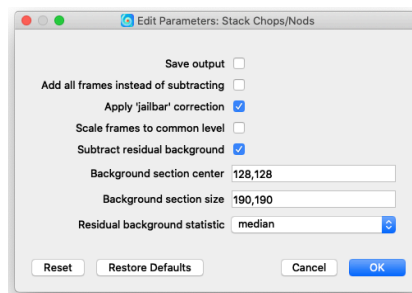 Edit Parameters: Stack Chops/Nods
Save output
Add all frames instead of subtracting
Apply 'jailbar' correction
Scale frames to common level
Subtract residual background
Background section center 128,128
Background section size 190,190
Residual background statistic median
Reset Restore Defaults Cancel OK